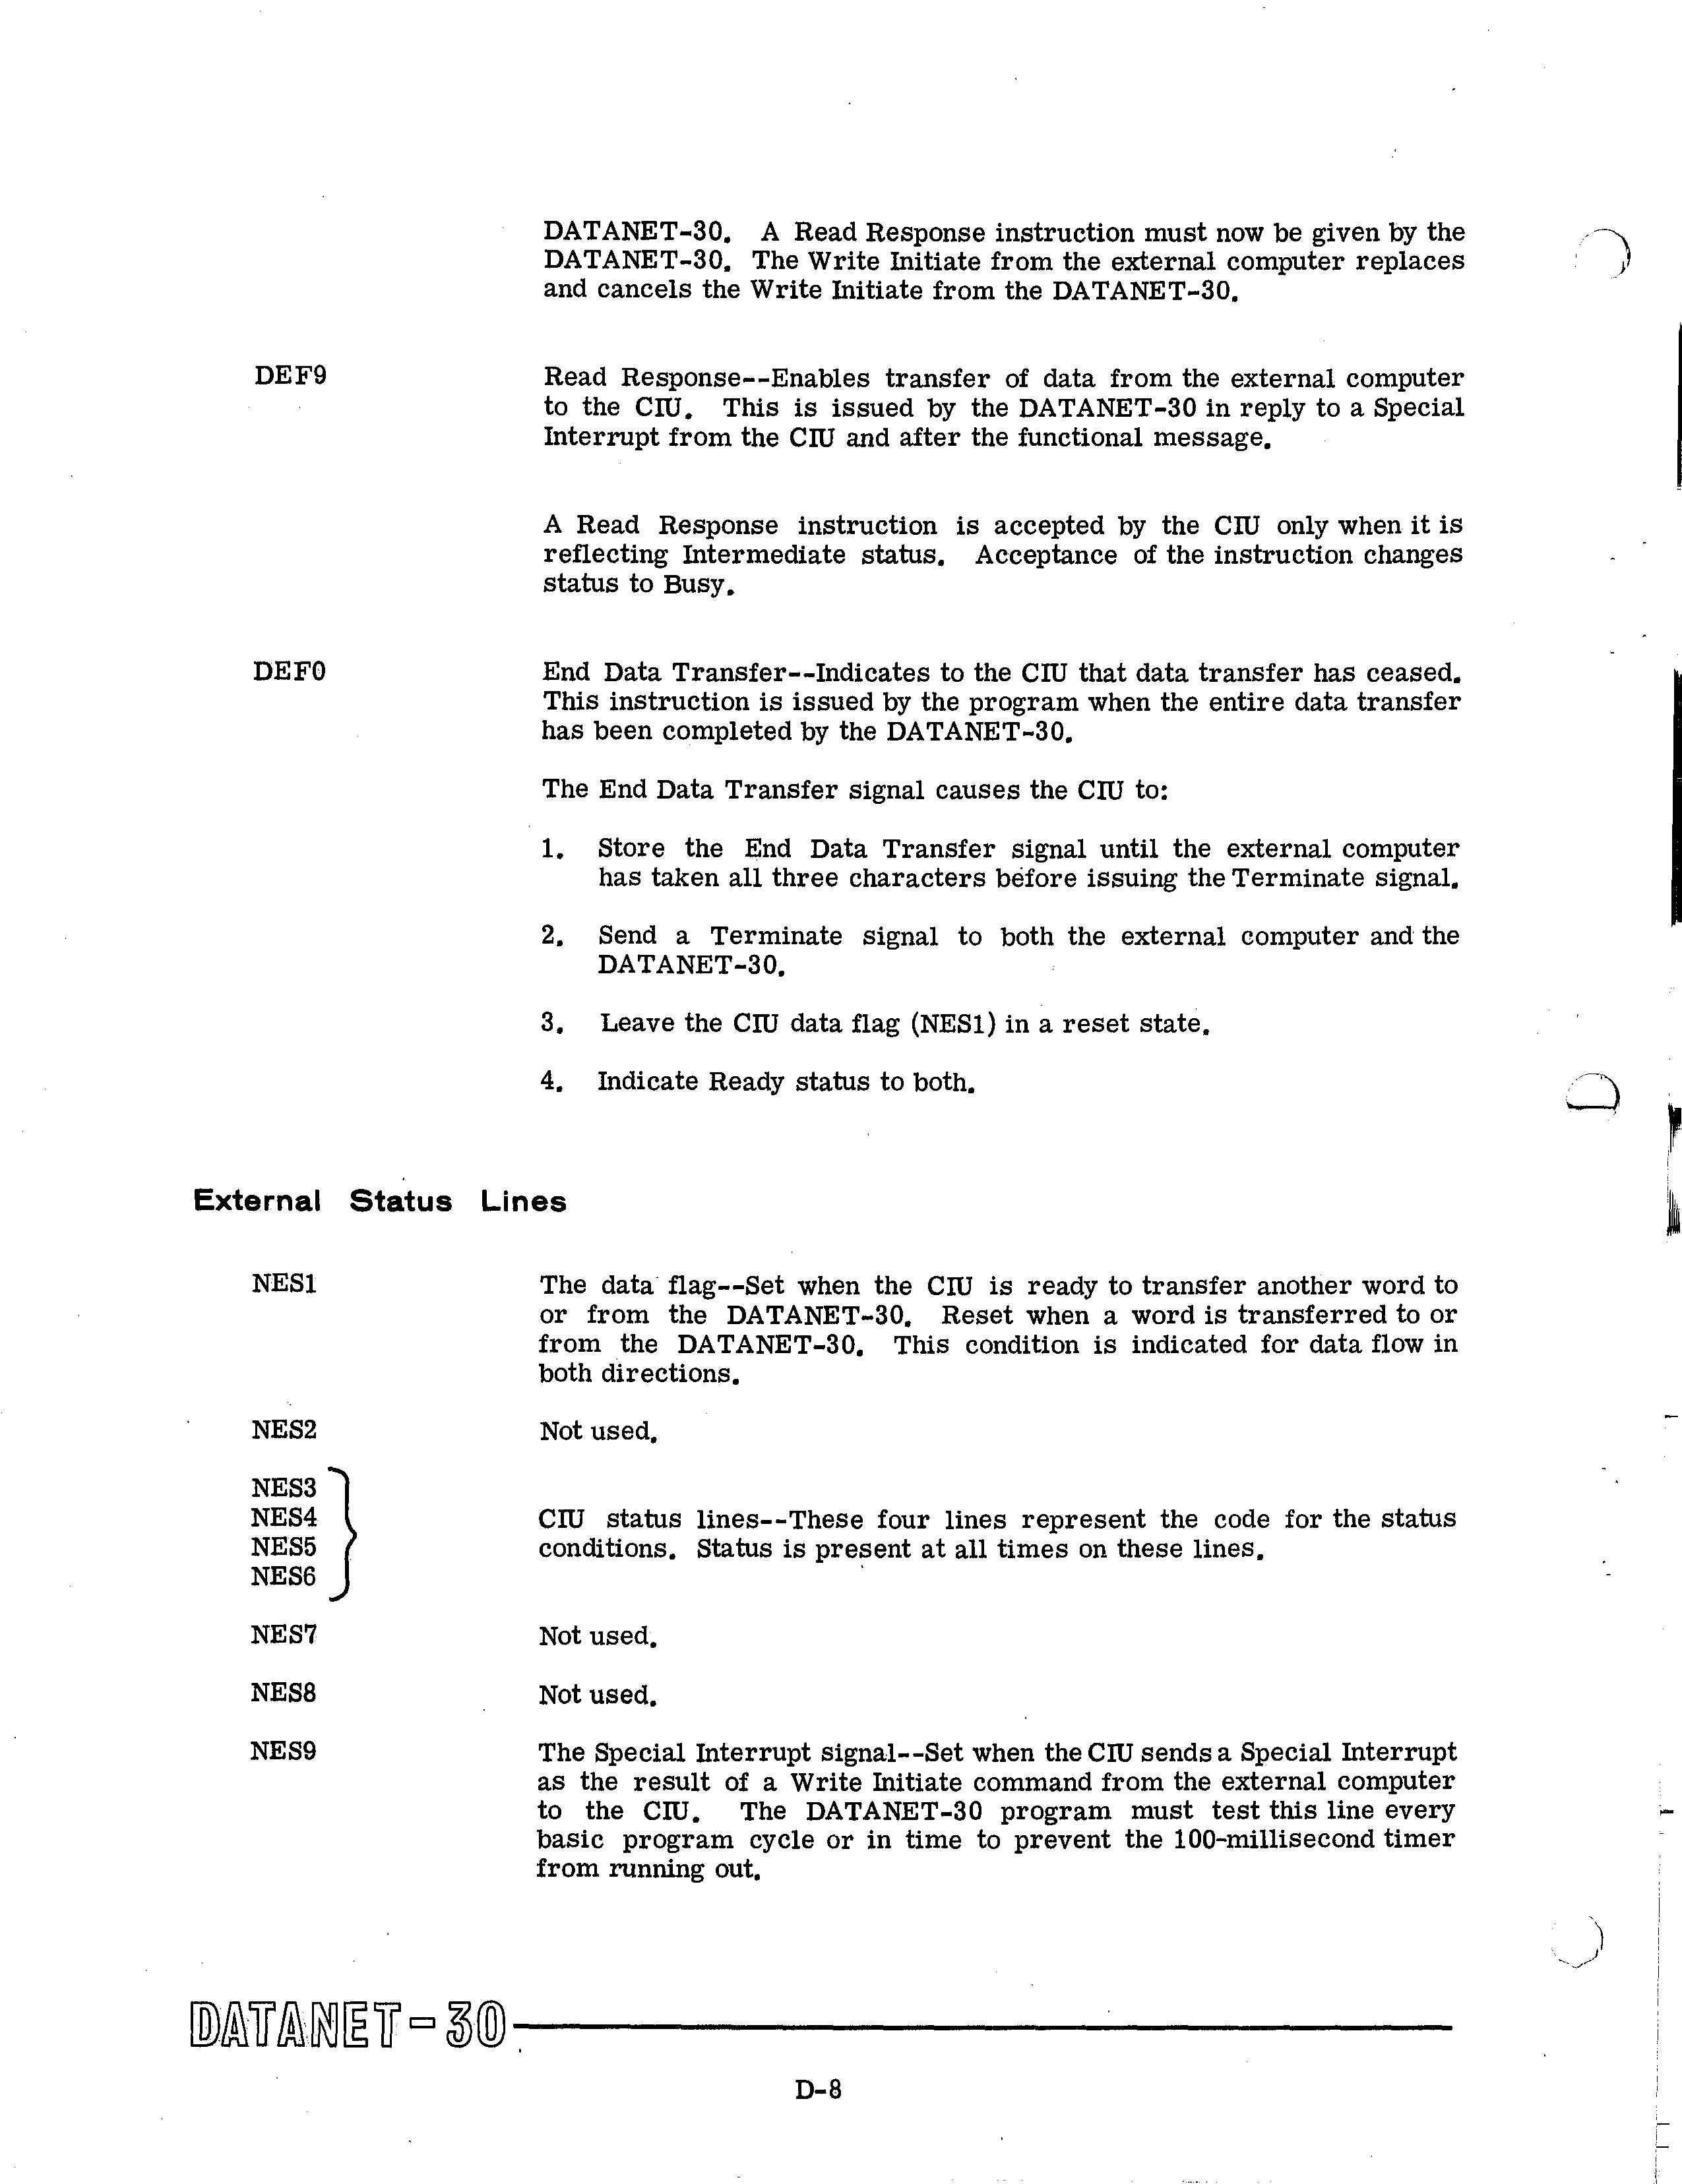 DATANET-30. A Read Response instruction must now be given by the
DATANET-30. The Write Initiate from the external computer replaces
and cancels the Write Initiate from the DATANET-30.
DEF9 Read Response--Enables transfer of data from the external computer
to the CIU. This is issued by the DATANET-30 in reply to a Special
Interrupt from the CIU and after the functional message.
A Read Response instruction is accepted by the CIU only when it is
reflecting Intermediate status. Acceptance of the instruction changes
status to Busy.
DEF0 End Data Transfer--Indicates to the CIU that data transfer has ceased.
This instruction is issued by the program when the entire data transfer
has been completed by the DATANET-30.
The End Data Transfer signal causes the CIU to:
1. Store the End Data Transfer signal until the external computer
has taken all three characters before issuing the Terminate signal.
2. Send a Terminate signal to both the external computer and the
DATANET-30.
3. Leave the CIU data flag (NES1) in a reset state.
4. Indicate Ready status to both.
External Status Lines
NES1 The data flag--Set when the CIU is ready to transfer another word to
or from the DATANET-30. Reset when a word is transferred to or
from the DATANET-30. This condition is indicated for data flow in
both directions.
NES2 Not used.
NES3
NES4
NES5
NES6
CIU status lines--These four lines represent the code for the status
conditions. Status is present at all times on these lines.
NES7 Not used.
NES8 Not used.
NES9 The Special Interrupt signal--Set when the CIU sends a Special Interrupt
as the result of a Write Initiate command from the external computer
to the CIU. The DATANET-30 program must test this line every
basic program cycle or in time to prevent the 100-millisecond timer
from running out.
DATANET-30
D-8